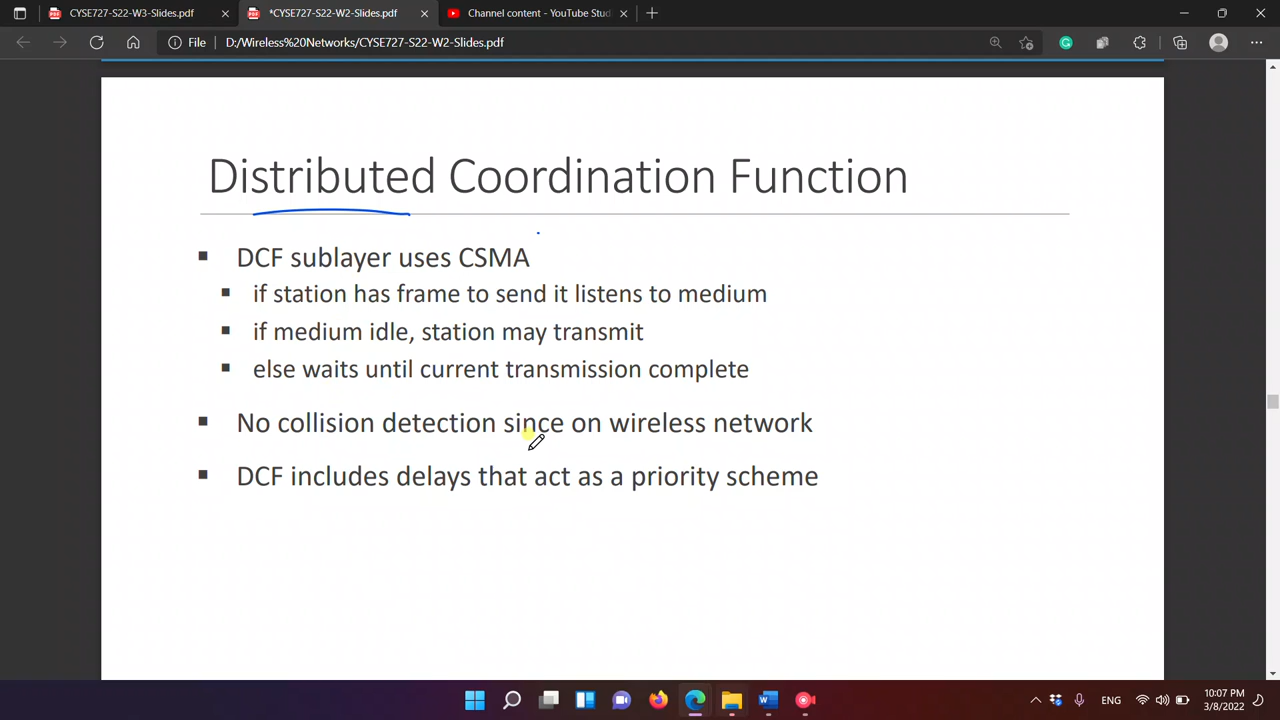 CYSE727-S22-W3-Slides.pdf
*CYSE727-S22-W2-Slides.pdf
Channel content - YouTube Stud
File
D:/Wireless%20Networks/CYSE727-S22-W2-Slides.pdf
Distributed Coordination Function
▪ DCF sublayer uses CSMA
▪ if station has frame to send it listens to medium
▪ if medium idle, station may transmit
▪ else waits until current transmission complete
▪ No collision detection since on wireless network
▪ DCF includes delays that act as a priority scheme
ENG
10:07 PM
3/8/2022